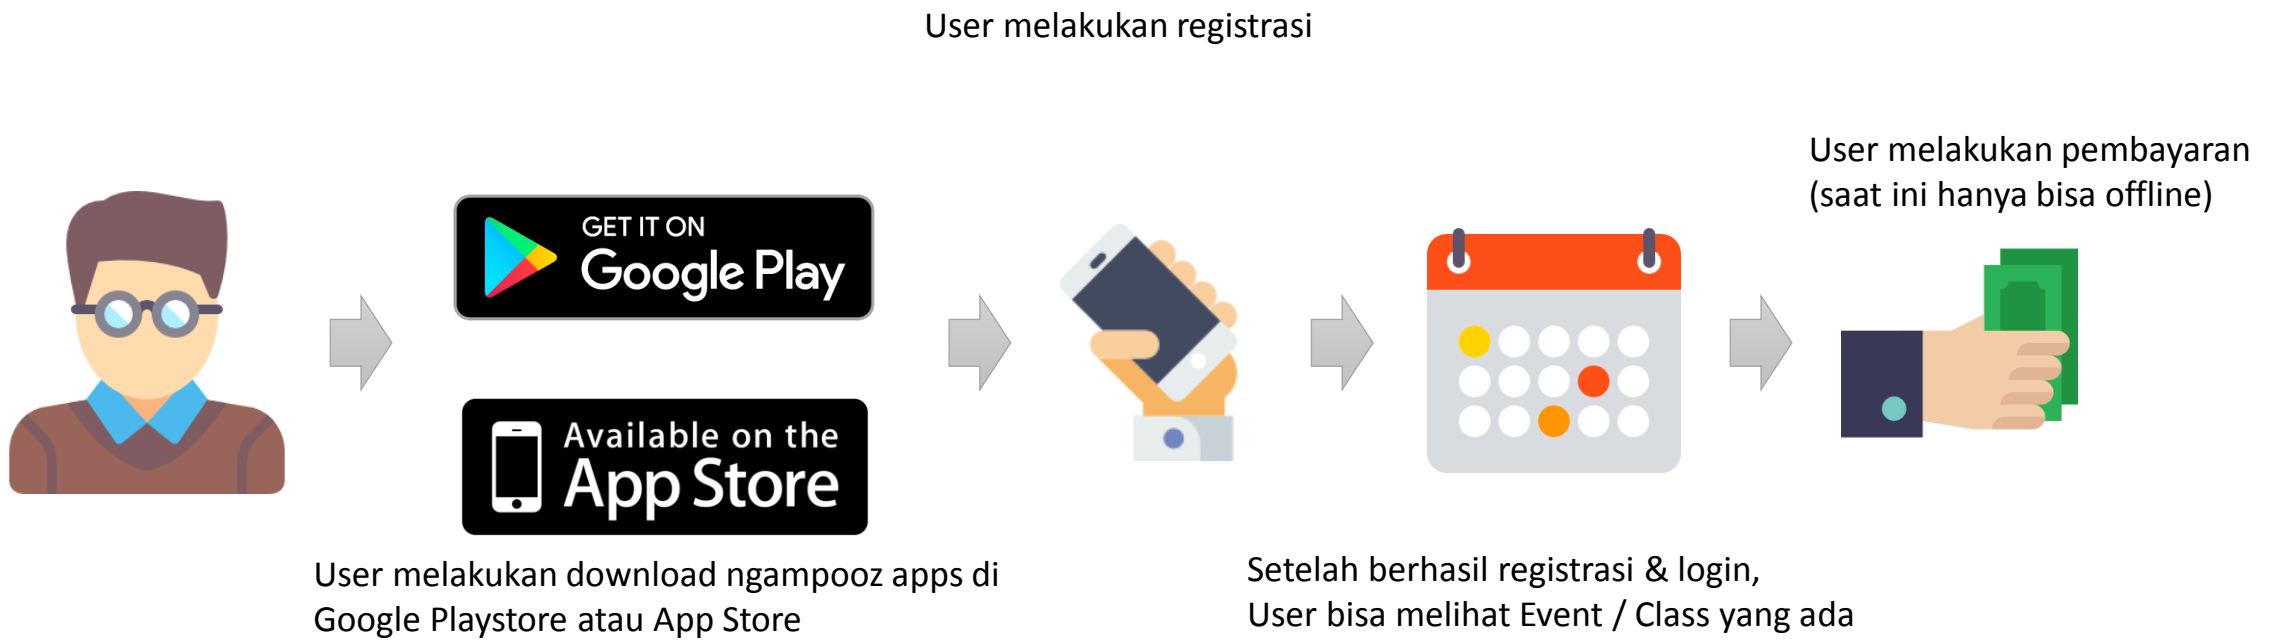 User melakukan registrasi
User melakukan pembayaran
(saat ini hanya bisa offline)
GET IT ON
Google Play
Available on the
App Store
User melakukan download ngampooz apps di
Google Playstore atau App Store
Setelah berhasil registrasi & login,
User bisa melihat Event / Class yang ada